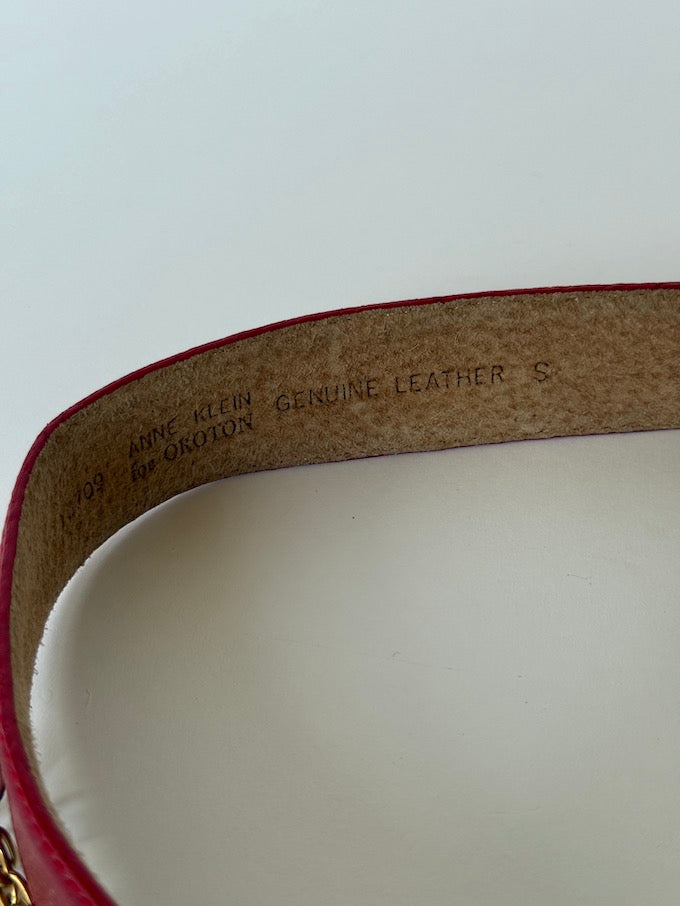 ANNE KLEIN
FOR OROTON
GENUINE LEATHER S